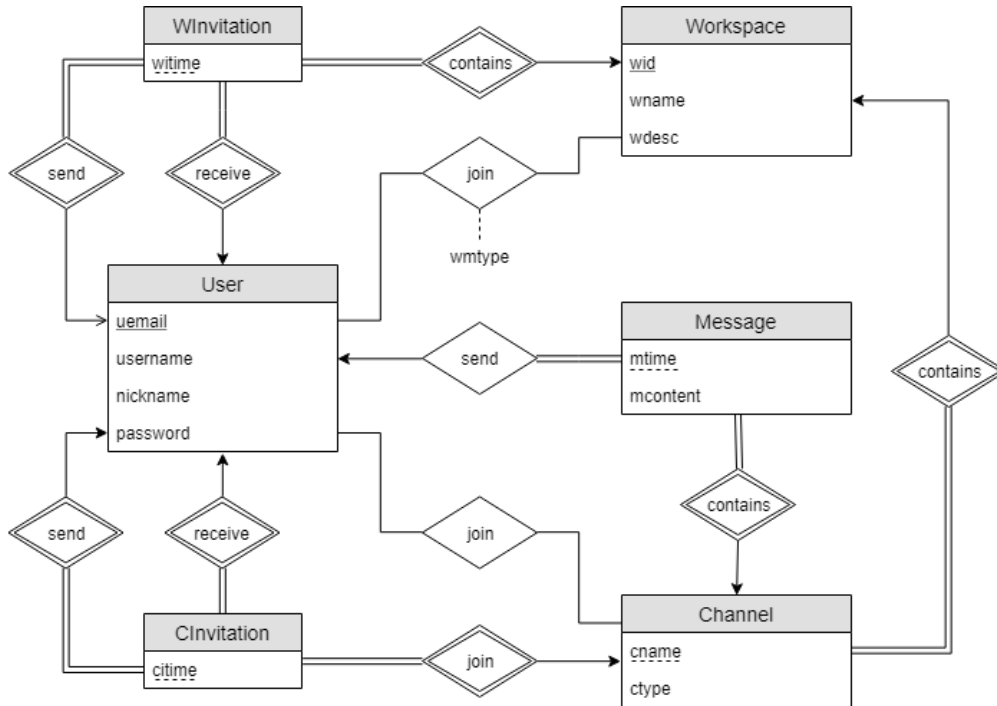 WInvitation
witime
contains
Workspace
wid
wname
wdesc
send
receive
join
wmtype
User
uemail
username
nickname
password
send
Message
mtime
mcontent
contains
send
receive
join
contains
CInvitation
citime
join
Channel
cname
ctype